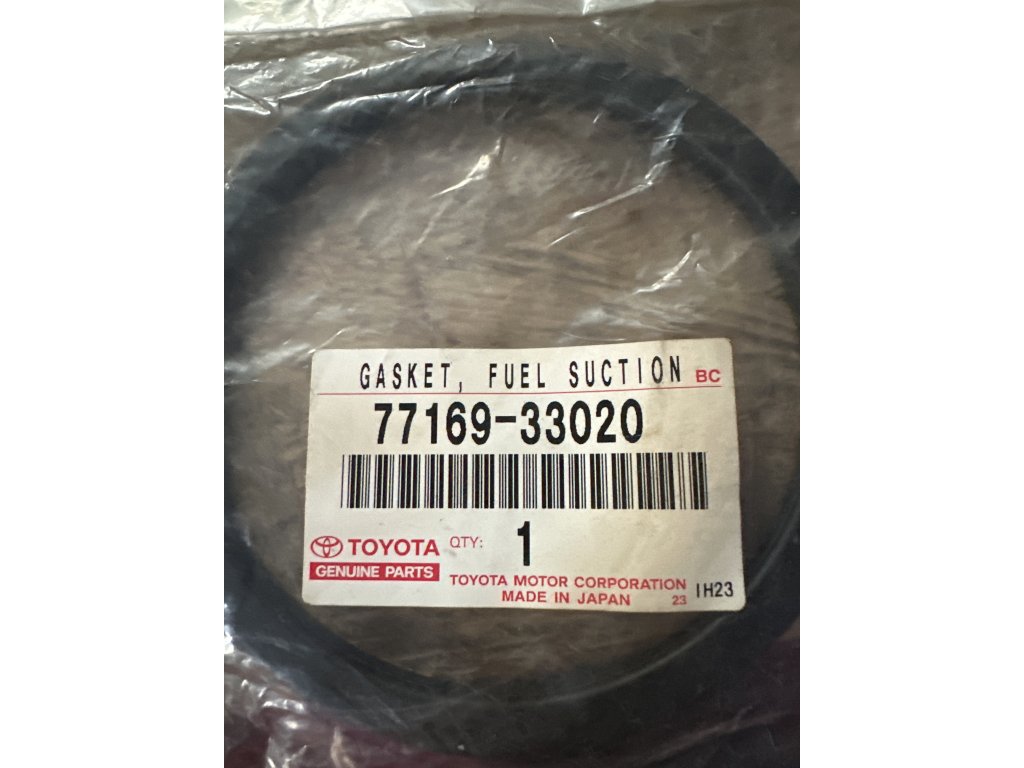 GASKET, FUEL SUCTION BC
77169-33020
TOYOTA QTY: 1
GENUINE PARTS
TOYOTA MOTOR CORPORATION
MADE IN JAPAN 23 IH23